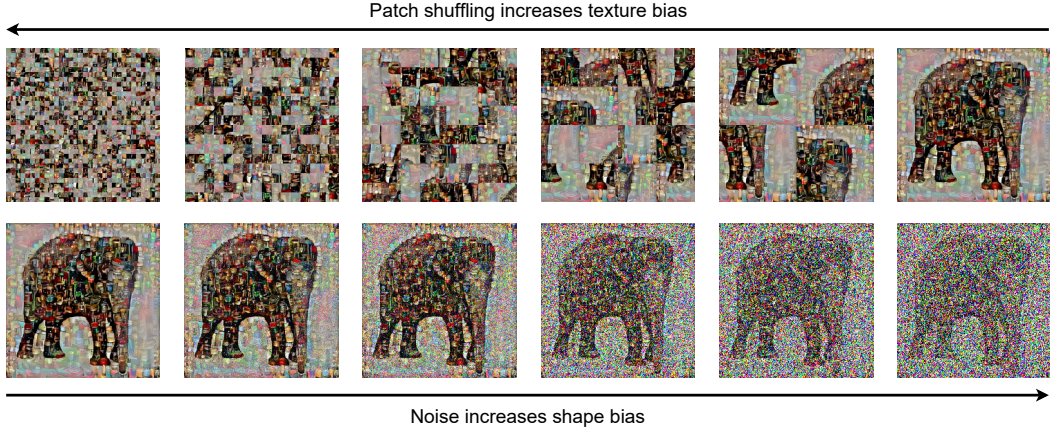 Patch shuffling increases texture bias
Noise increases shape bias